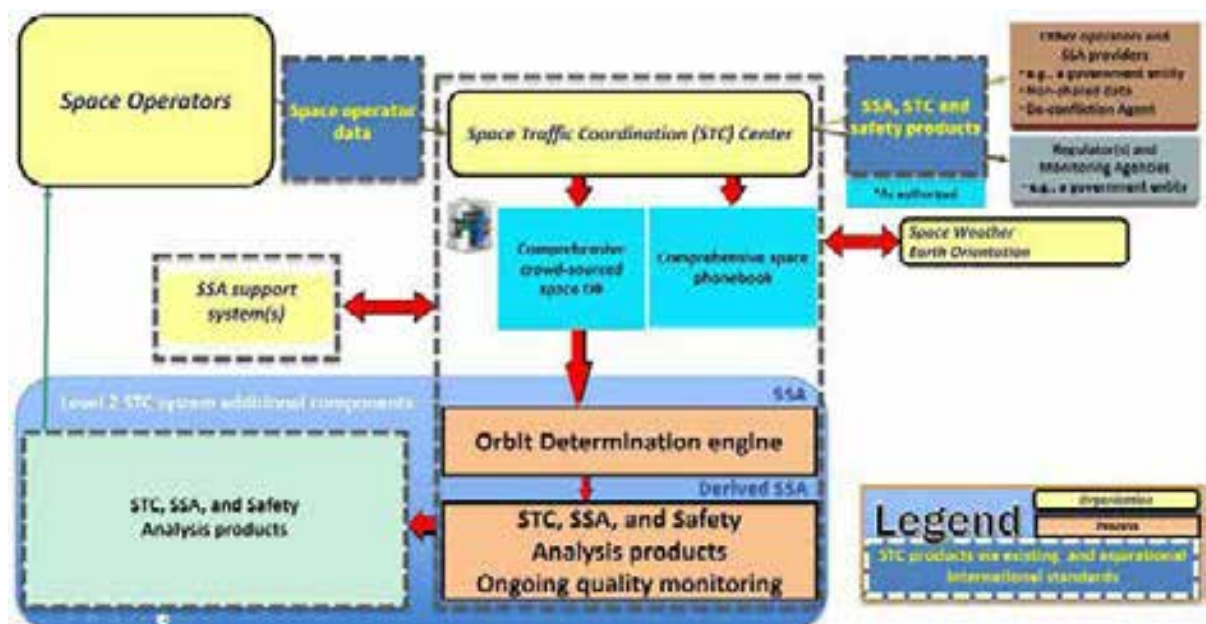 Space Operators
Space operator
data
Space Traffic Coordination (STC) Center
SSA, STC and
safety products
*As authorized
Other operators and
SSA providers
• e.g., a government entity
• Non-shared data
• De-confliction Agent
Regulator(s) and
Monitoring Agencies
• e.g., a government entity
Comprehensive
crowd-sourced
space DB
Comprehensive space
phonebook
Space Weather
Earth Orientation
SSA support
system(s)
Level 2 STC system additional components
SSA
Orbit Determination engine
Derived SSA
STC, SSA, and Safety
Analysis products
STC, SSA, and Safety
Analysis products
Ongoing quality monitoring
Legend
Organization
Process
STC products via existing, and aspirational
international standards